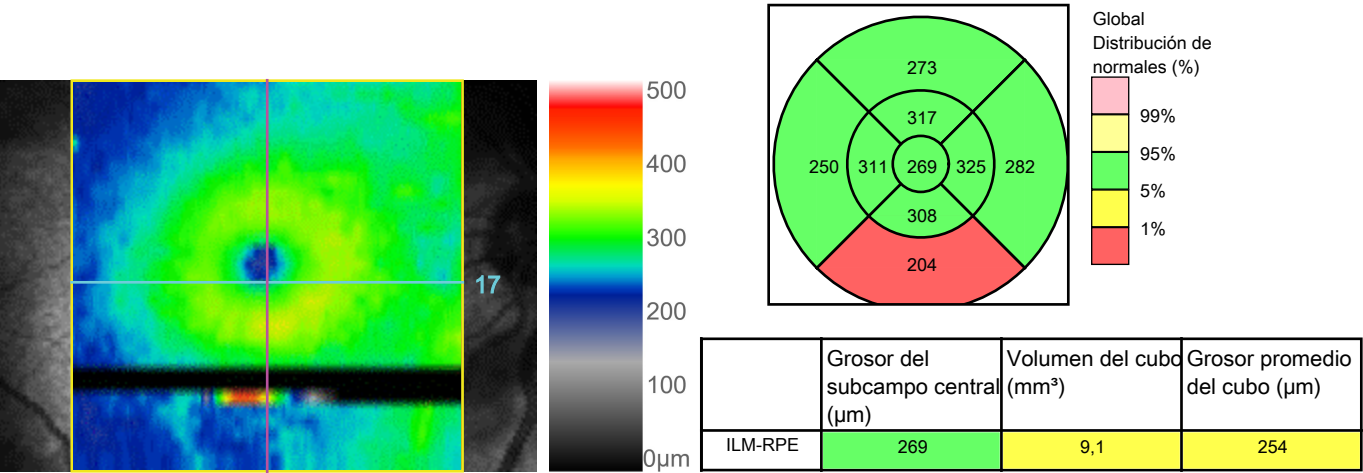 17
500
400
300
200
100
0µm
273
317
250
311
269
325
282
308
204
Global
Distribución de
normales (%)
99%
95%
5%
1%
Grosor del
subcampo central
(µm)
Volumen del cubo
(mm³)
Grosor promedio
del cubo (µm)
ILM-RPE
269
9,1
254